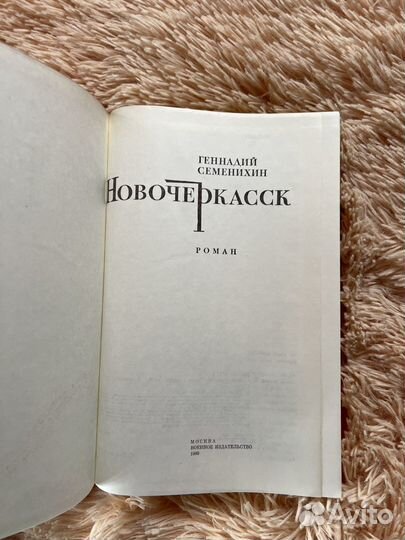 ГЕННАДИЙ
СЕМЕНИХИН
НОВОЧЕРКАССК
РОМАН
МОСКВА
ВОЕННОЕ ИЗДАТЕЛЬСТВО
Avito